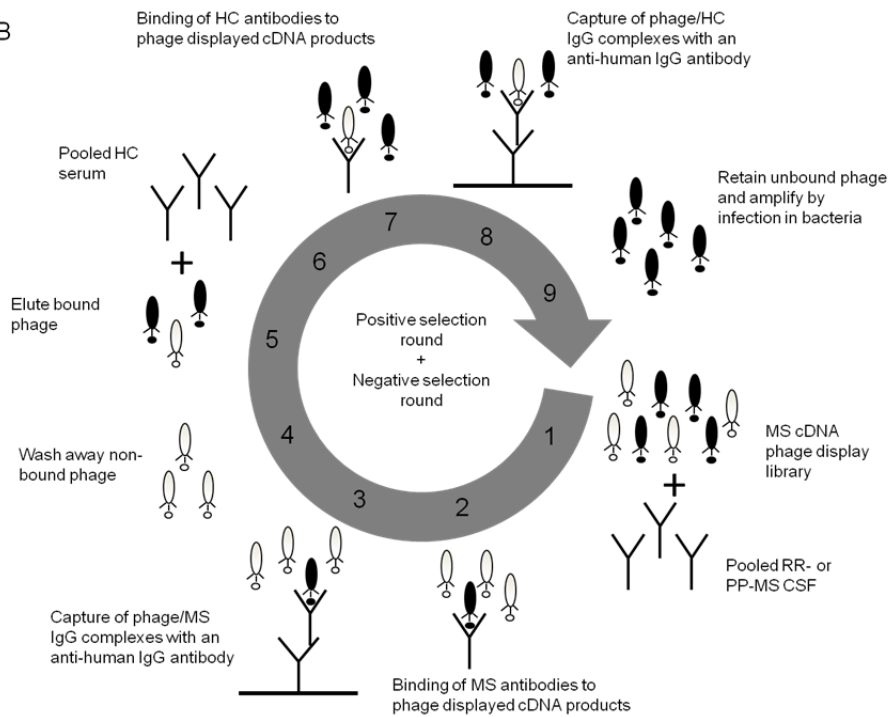 B
Binding of HC antibodies to
phage displayed cDNA products
Capture of phage/HC
IgG complexes with an
anti-human IgG antibody
Pooled HC
serum
Retain unbound phage
and amplify by
infection in bacteria
+
Elute bound
phage
7
8
6
9
5
4
3
2
1
Positive selection
round
+
Negative selection
round
MS cDNA
phage display
library
+
Pooled RR- or
PP-MS CSF
Wash away non-
bound phage
Capture of phage/MS
IgG complexes with an
anti-human IgG antibody
Binding of MS antibodies to
phage displayed cDNA products